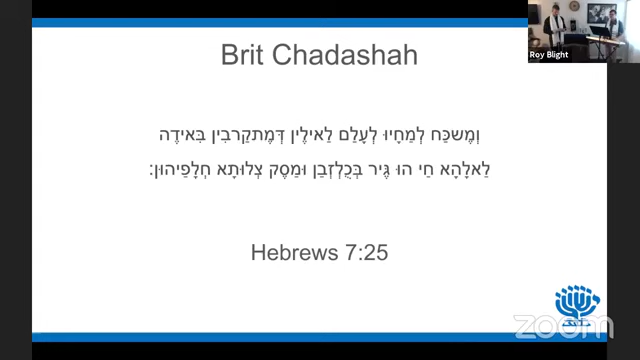 Brit Chadashah
וְמֶשׁכַּח לְמַחָיוּ לְעָלַם לַאילֶין דְּמֶתקַרבִין בִּאידֶה
לַאלָהָא חַי הוּ גֶּיר בְּכֻלְזְבַן וּמַסֶק צְלוּתָא חְלָפַיהוּן׃
Hebrews 7:25
Roy Blight
zoom